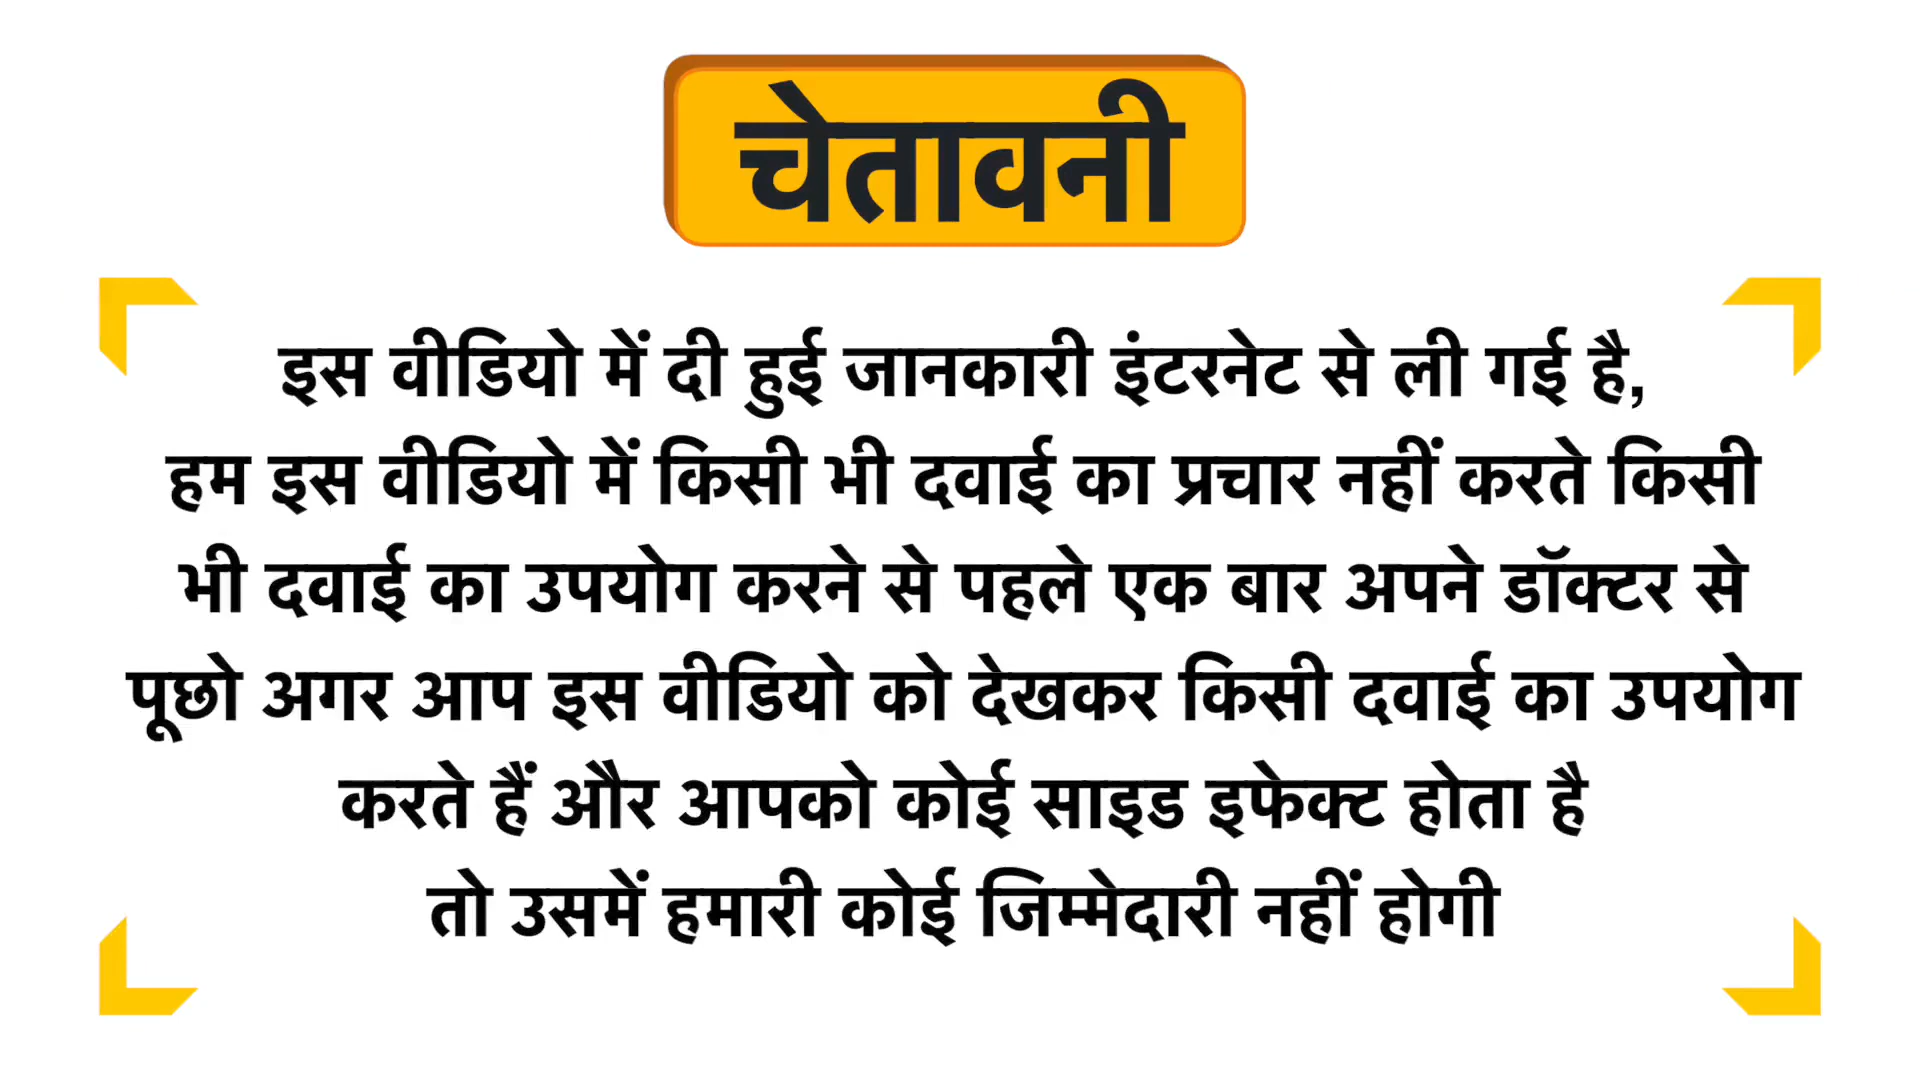 चेतावनी
इस वीडियो में दी हुई जानकारी इंटरनेट से ली गई है,
हम इस वीडियो में किसी भी दवाई का प्रचार नहीं करते किसी
भी दवाई का उपयोग करने से पहले एक बार अपने डॉक्टर से
पूछो अगर आप इस वीडियो को देखकर किसी दवाई का उपयोग
करते हैं और आपको कोई साइड इफेक्ट होता है
तो उसमें हमारी कोई जिम्मेदारी नहीं होगी